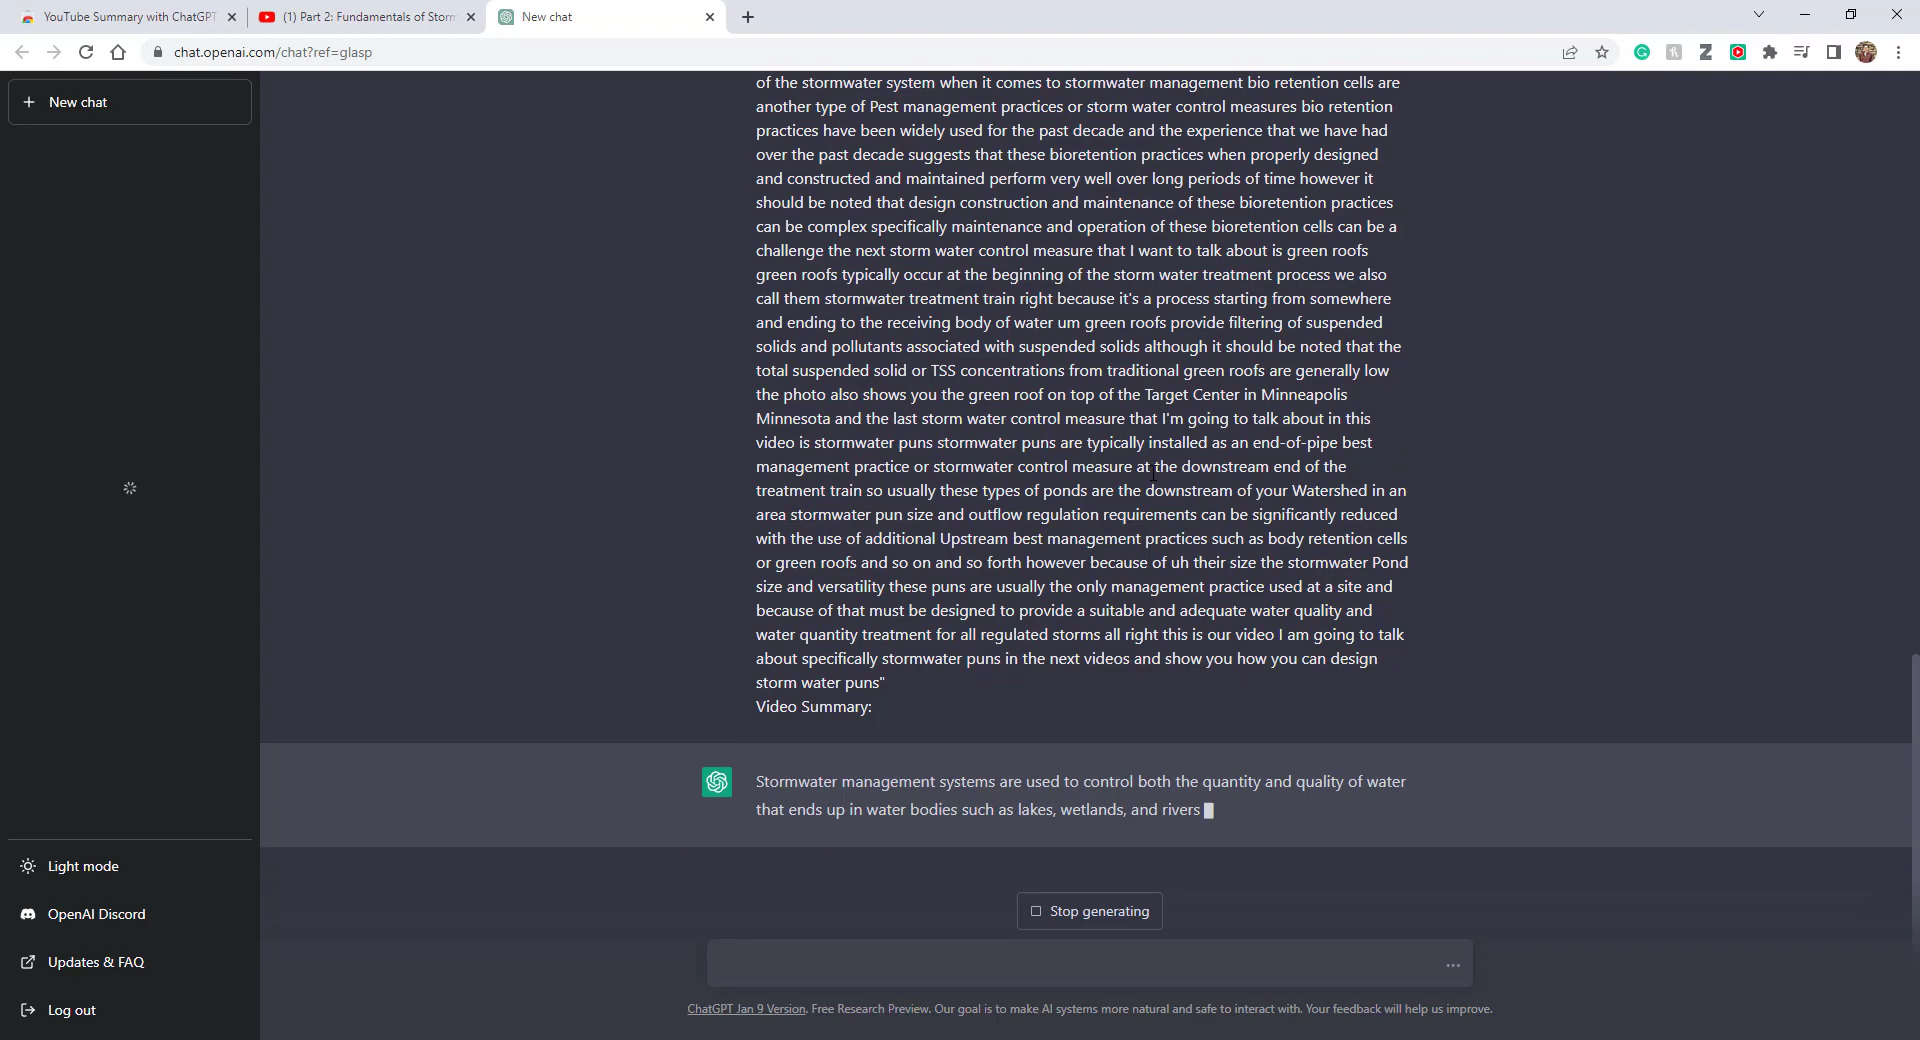 YouTube Summary with ChatGPT
(1) Part 2: Fundamentals of Storm
New chat
chat.openai.com/chat?ref=glasp
New chat
of the stormwater system when it comes to stormwater management bio retention cells are
another type of Pest management practices or storm water control measures bio retention
practices have been widely used for the past decade and the experience that we have had
over the past decade suggests that these bioretention practices when properly designed
and constructed and maintained perform very well over long periods of time however it
should be noted that design construction and maintenance of these bioretention practices
can be complex specifically maintenance and operation of these bioretention cells can be a
challenge the next storm water control measure that I want to talk about is green roofs
green roofs typically occur at the beginning of the storm water treatment process we also
call them stormwater treatment train right because it's a process starting from somewhere
and ending to the receiving body of water um green roofs provide filtering of suspended
solids and pollutants associated with suspended solids although it should be noted that the
total suspended solid or TSS concentrations from traditional green roofs are generally low
the photo also shows you the green roof on top of the Target Center in Minneapolis
Minnesota and the last storm water control measure that I'm going to talk about in this
video is stormwater puns stormwater puns are typically installed as an end-of-pipe best
management practice or stormwater control measure at the downstream end of the
treatment train so usually these types of ponds are the downstream of your Watershed in an
area stormwater pun size and outflow regulation requirements can be significantly reduced
with the use of additional Upstream best management practices such as body retention cells
or green roofs and so on and so forth however because of uh their size the stormwater Pond
size and versatility these puns are usually the only management practice used at a site and
because of that must be designed to provide a suitable and adequate water quality and
water quantity treatment for all regulated storms all right this is our video I am going to talk
about specifically stormwater puns in the next videos and show you how you can design
storm water puns"
Video Summary:
Stormwater management systems are used to control both the quantity and quality of water
that ends up in water bodies such as lakes, wetlands, and rivers
Light mode
OpenAI Discord
Updates & FAQ
Log out
Stop generating
ChatGPT Jan 9 Version. Free Research Preview. Our goal is to make AI systems more natural and safe to interact with. Your feedback will help us improve.